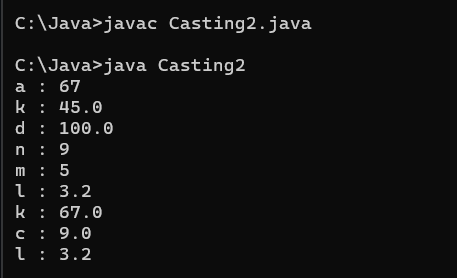 C:\Java>javac Casting2.java
C:\Java>java Casting2
a : 67
k : 45.0
d : 100.0
n : 9
m : 5
l : 3.2
k : 67.0
c : 9.0
l : 3.2